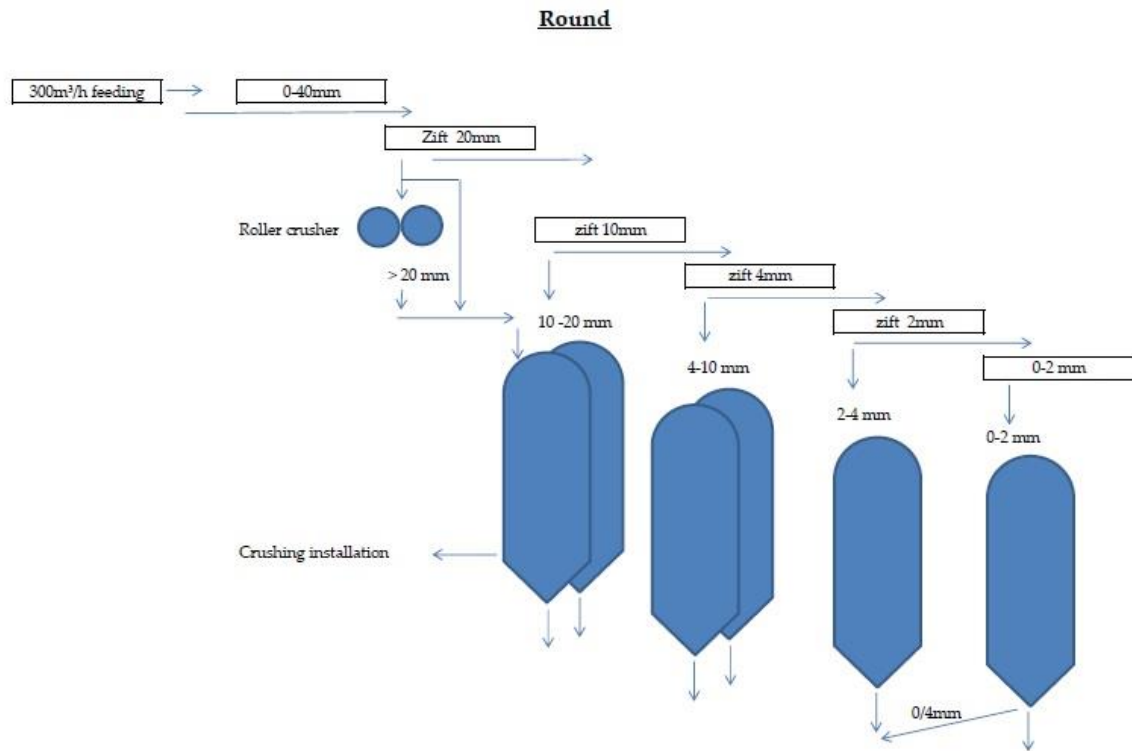 Round
300m³/h feeding
0-40mm
Zift 20mm
Roller crusher
zift 10mm
> 20 mm
zift 4mm
10 -20 mm
zift 2mm
4-10 mm
0-2 mm
2-4 mm
0-2 mm
Crushing installation
0/4mm